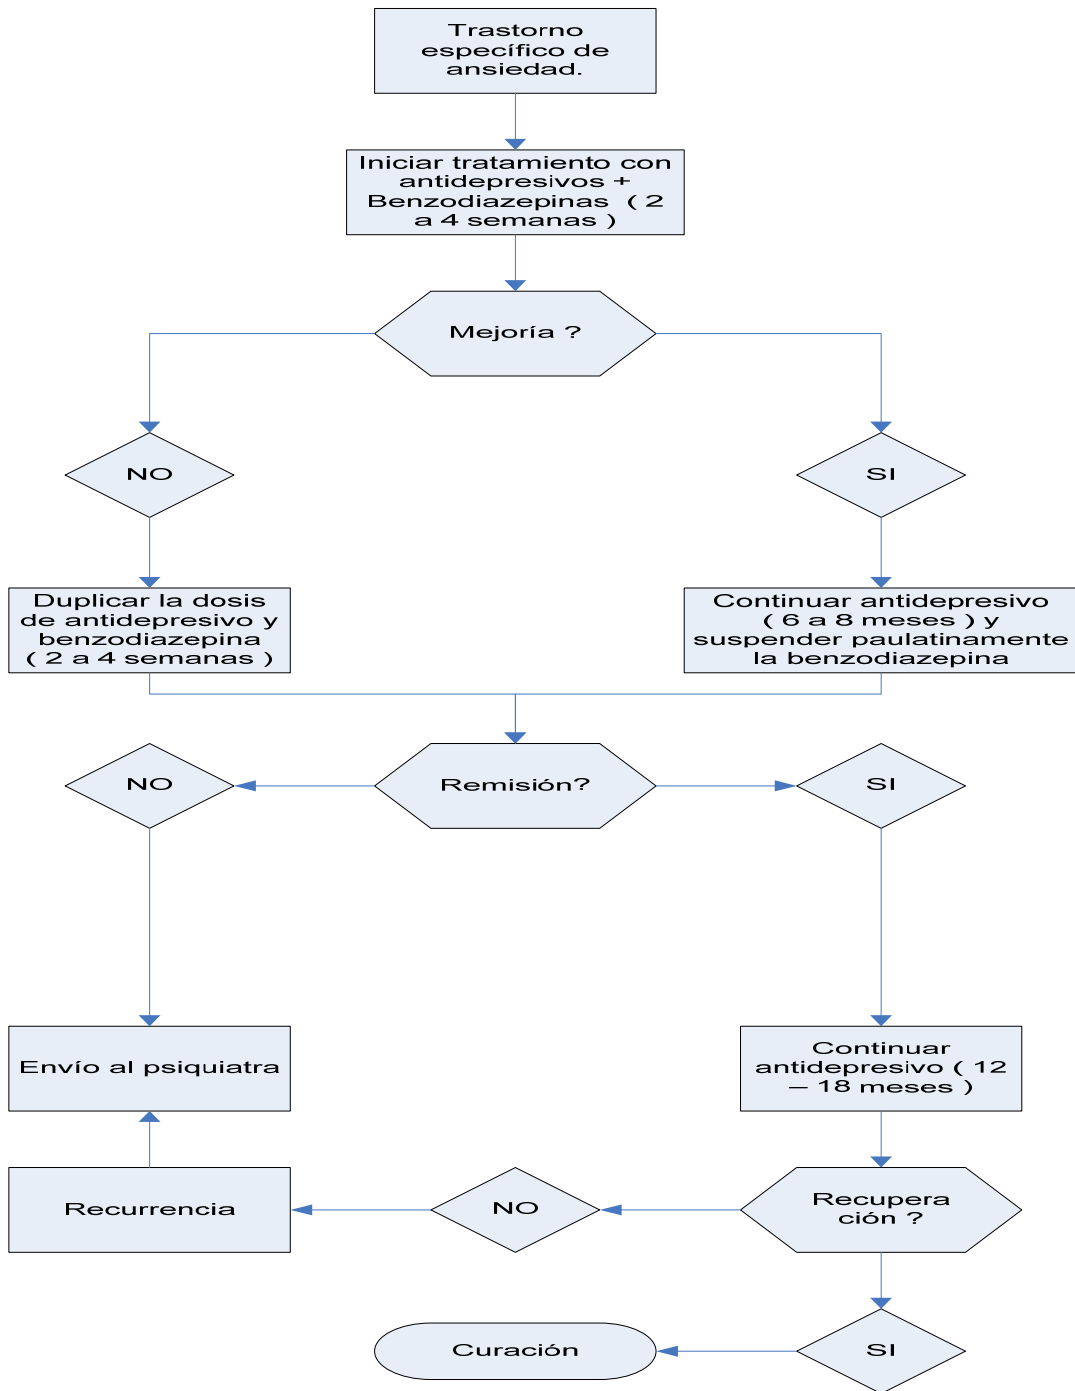 Trastorno
específico de
ansiedad.
Iniciar tratamiento con
antidepresivos +
Benzodiazepinas ( 2
a 4 semanas )
Mejoría ?
NO
SI
Duplicar la dosis
de antidepresivo y
benzodiazepina
( 2 a 4 semanas )
Continuar antidepresivo
( 6 a 8 meses ) y
suspender paulatinamente
la benzodiazepina
NO
Remisión?
SI
Envío al psiquiatra
Continuar
antidepresivo ( 12
– 18 meses )
Recurrencia
NO
Recupera
ción ?
Curación
SI